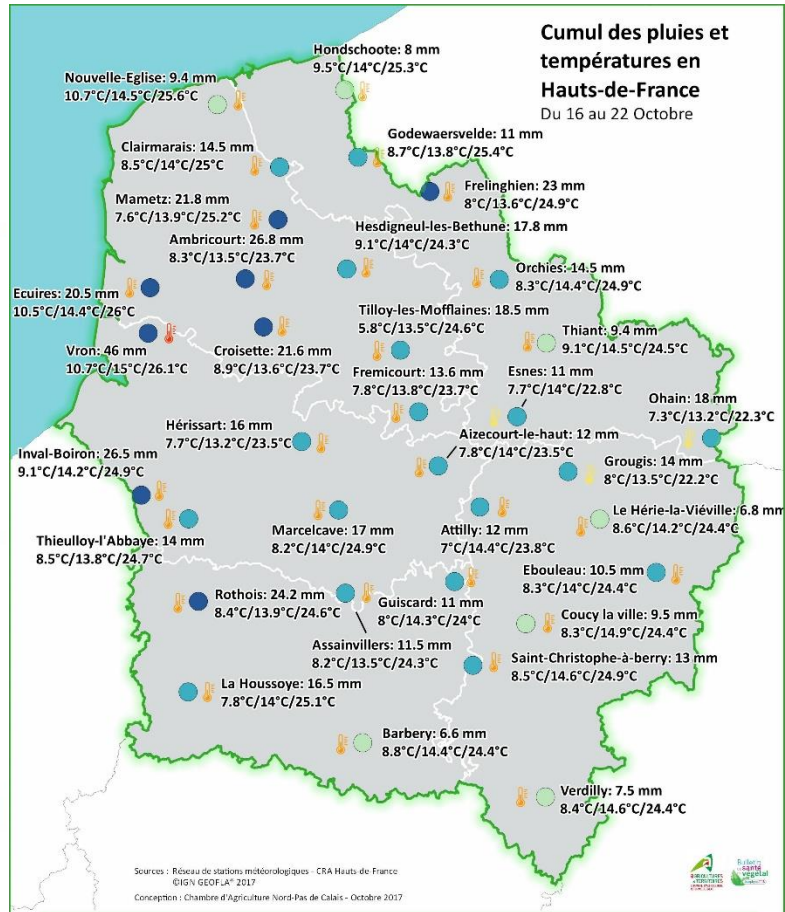 Cumul des pluies et
températures en
Hauts-de-France
Du 16 au 22 Octobre
Hondschoote: 8 mm
9.5°C/14°C/25.3°C
Nouvelle-Eglise: 9.4 mm
10.7°C/14.5°C/25.6°C
Godewaersvelde: 11 mm
8.7°C/13.8°C/25.4°C
Clairmarais: 14.5 mm
8.5°C/14°C/25°C
Frelinghien: 23 mm
8°C/13.6°C/24.9°C
Mametz: 21.8 mm
7.6°C/13.9°C/25.2°C
Hesdigneul-les-Bethune: 17.8 mm
9.1°C/14°C/24.3°C
Ambricourt: 26.8 mm
8.3°C/13.5°C/23.7°C
Orchies: 14.5 mm
8.3°C/14.4°C/24.9°C
Ecuires: 20.5 mm
10.5°C/14.4°C/26°C
Tilloy-les-Mofflaines: 18.5 mm
5.8°C/13.5°C/24.6°C
Thiant: 9.4 mm
9.1°C/14.5°C/24.5°C
Vron: 46 mm
10.7°C/15°C/26.1°C
Croisette: 21.6 mm
8.9°C/13.6°C/23.7°C
Fremicourt: 13.6 mm
7.8°C/13.8°C/23.7°C
Esnes: 11 mm
7.7°C/14°C/22.8°C
Ohain: 18 mm
7.3°C/13.2°C/22.3°C
Hérissart: 16 mm
7.7°C/13.2°C/23.5°C
Aizecourt-le-haut: 12 mm
7.8°C/14°C/23.5°C
Inval-Boiron: 26.5 mm
9.1°C/14.2°C/24.9°C
Grougis: 14 mm
8°C/13.5°C/22.2°C
Le Hérie-la-Viéville: 6.8 mm
8.6°C/14.2°C/24.4°C
Thieulloy-l'Abbaye: 14 mm
8.5°C/13.8°C/24.7°C
Marcelcave: 17 mm
8.2°C/14°C/24.9°C
Attilly: 12 mm
7°C/14.4°C/23.8°C
Ebouleau: 10.5 mm
8.3°C/14°C/24.4°C
Rothois: 24.2 mm
8.4°C/13.9°C/24.6°C
Guiscard: 11 mm
8°C/14.3°C/24°C
Coucy la ville: 9.5 mm
8.3°C/14.9°C/24.4°C
Assainvillers: 11.5 mm
8.2°C/13.5°C/24.3°C
Saint-Christophe-à-berry: 13 mm
8.5°C/14.6°C/24.9°C
La Houssoye: 16.5 mm
7.8°C/14°C/25.1°C
Barbery: 6.6 mm
8.8°C/14.4°C/24.4°C
Verdilly: 7.5 mm
8.4°C/14.6°C/24.4°C
Sources : Réseau de stations météorologiques - CRA Hauts-de-France
©IGN GEOFLA® 2017
Conception : Chambre d'Agriculture Nord-Pas de Calais - Octobre 2017
AGRICULTURES
& TERRITOIRES
Bulletin
de santé
végétal